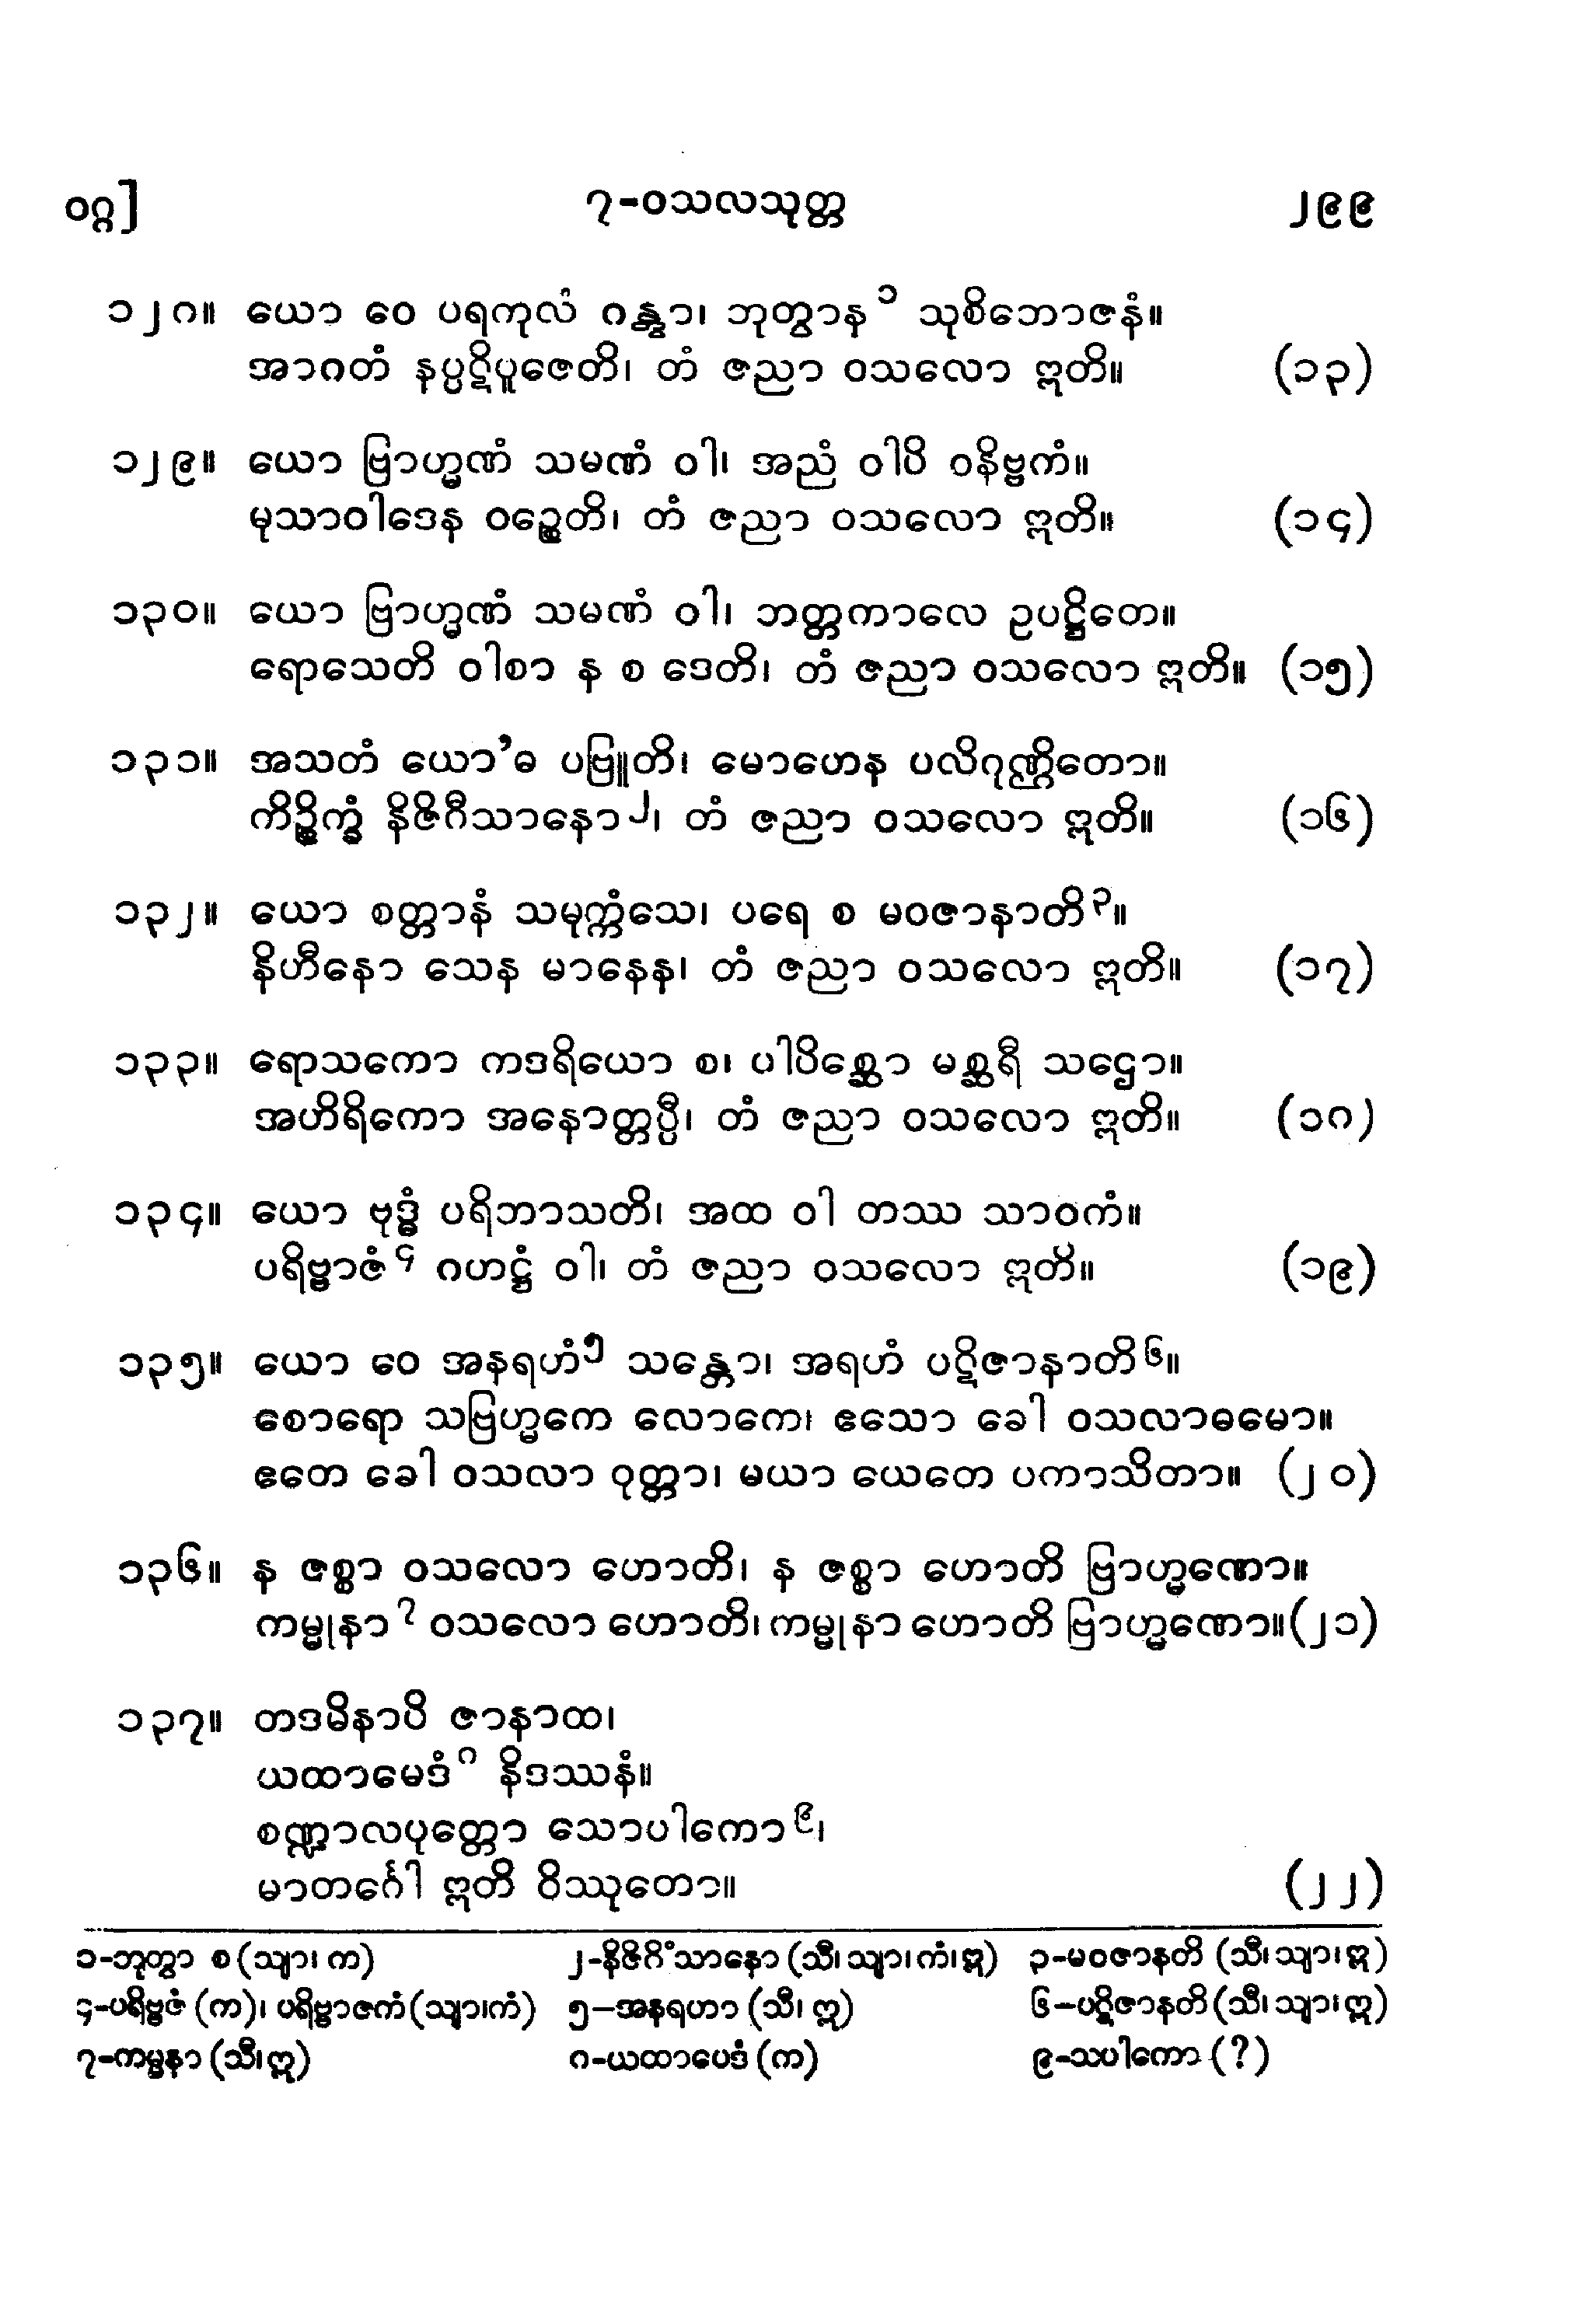 ဝဂ္ဂ] ၇-ဝသလသုတ္တ ၂၉၉
၁၂၈။ ယော ဝေ ပရကုလံ ဂန္တွာ၊ ဘုတွာန၁ သုစိဘောဇနံ။
အာဂတံ နပ္ပဋိပူဇေတိ၊ တံ ဇညာ ဝသလော ဣတိ။ (၁၃)
၁၂၉။ ယော ဗြာဟ္မဏံ သမဏံ ဝါ၊ အညံ ဝါပိ ဝနိဗ္ဗကံ။
မုသာဝါဒေန ဝဉ္စေတိ၊ တံ ဇညာ ဝသလော ဣတိ။ (၁၄)
၁၃၀။ ယော ဗြာဟ္မဏံ သမဏံ ဝါ၊ ဘတ္တကာလေ ဥပဋ္ဌိတေ။
ရောသေတိ ဝါစာ န စ ဒေတိ၊ တံ ဇညာ ဝသလော ဣတိ။ (၁၅)
၁၃၁။ အသတံ ယော’ဓ ပဗြူတိ၊ မောဟေန ပလိဂုဏ္ဌိတော။
ကိဉ္စိက္ခံ နိဇိဂီသာနော၂၊ တံ ဇညာ ဝသလော ဣတိ။ (၁၆)
၁၃၂။ ယော စတ္တာနံ သမုက္ကံသေ၊ ပရေ စ မဝဇာနာတိ၃။
နိဟီနော သေန မာနေန၊ တံ ဇညာ ဝသလော ဣတိ။ (၁၇)
၁၃၃။ ရောသကော ကဒရိယော စ၊ ပါပိစ္ဆော မစ္ဆရီ သဌော။
အဟိရိကော အနောတ္တပ္ပီ၊ တံ ဇညာ ဝသလော ဣတိ။ (၁၈)
၁၃၄။ ယော ဗုဒ္ဓံ ပရိဘာသတိ၊ အထ ဝါ တဿ သာဝကံ။
ပရိဗ္ဗာဇံ၄ ဂဟဋ္ဌံ ဝါ၊ တံ ဇညာ ဝသလော ဣတိ။ (၁၉)
၁၃၅။ ယော ဝေ အနရဟံ၅ သန္တော၊ အရဟံ ပဋိဇာနာတိ၆။
စောရော သဗြဟ္မကေ လောကေ၊ ဧသော ခေါ ဝသလာဓမော။
ဧတေ ခေါ ဝသလာ ဝုတ္တာ၊ မယာ ယေတေ ပကာသိတာ။ (၂၀)
၁၃၆။ န ဇစ္စာ ဝသလော ဟောတိ၊ န ဇစ္စာ ဟောတိ ဗြာဟ္မဏော။
ကမ္မုနာ၇ ဝသလော ဟောတိ၊ ကမ္မုနာ ဟောတိ ဗြာဟ္မဏော။(၂၁)
၁၃၇။ တဒမိနာပိ ဇာနာထ၊
ယထာမေဒံ၈ နိဒဿနံ။
စဏ္ဍာလပုတ္တော သောပါကော၉၊
မာတင်္ဂေါ ဣတိ ဝိဿုတော။ (၂၂)
၁-ဘုတွာ စ (သျာ၊ က) ၂-နိဇိဂိံသာနော (သီ၊ သျာ၊ ကံ၊ ဣ) ၃-မဝဇာနတိ (သီ၊ သျာ၊ ဣ)
၄-ပရိဗ္ဗဇံ (က)၊ ပရိဗ္ဗာဇကံ (သျာ၊ကံ) ၅-အနရဟာ (သီ၊ ဣ) ၆-ပဋိဇာနတိ (သီ၊ သျာ၊ ဣ)
၇-ကမ္မနာ (သီ၊ဣ) ၈-ယထာပေဒံ (က) ၉-သပါကော (?)